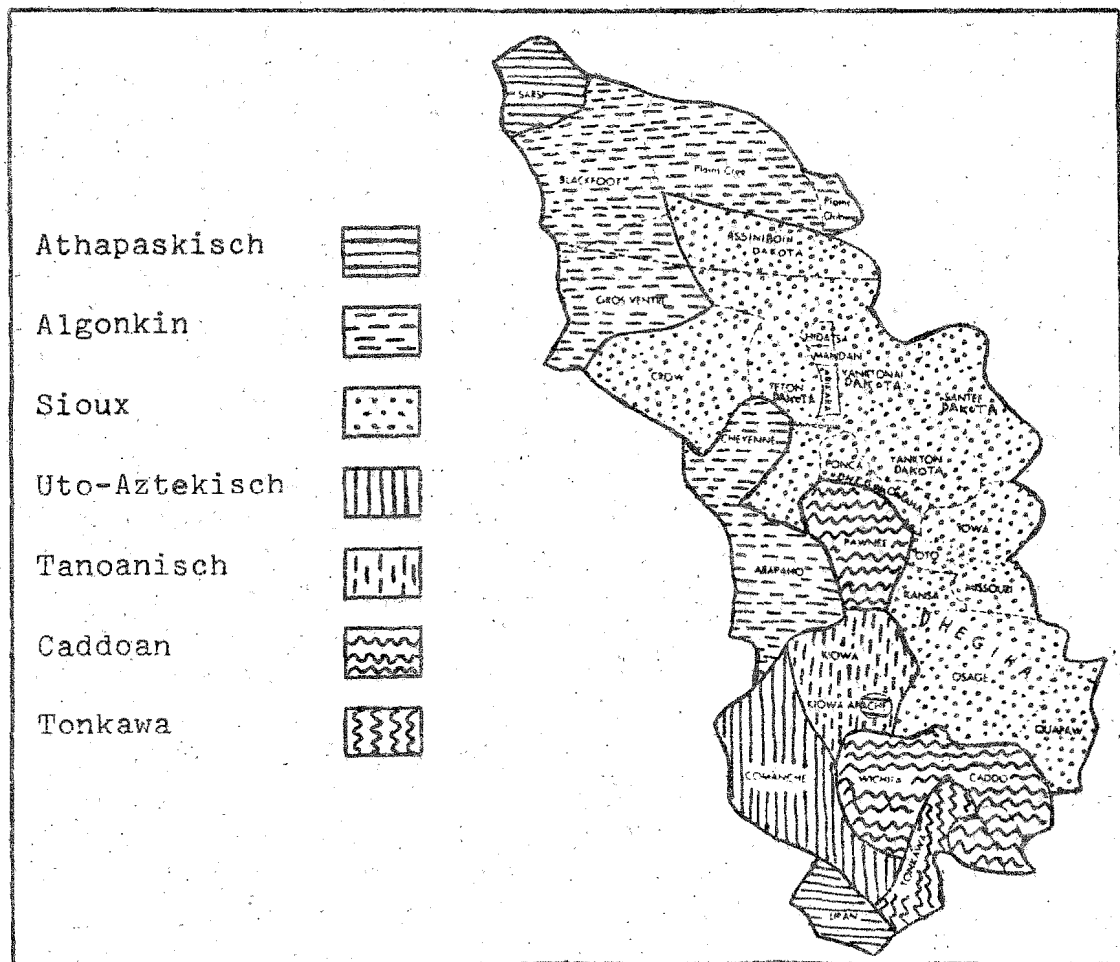 Athapaskisch
Algonkin
Sioux
Uto-Aztekisch
Tanoanisch
Caddoan
Tonkawa
SARSI
BLACKFOOT
Plains Cree
Plains
ASSINIBOIN
DAKOTA
GROS VENTRE
HIDATSA
MANDAN
CROW
TETON
DAKOTA
YANKTONAI
DAKOTA
SANTEE
DAKOTA
CHEYENNE
PONCA
YANKTON
DAKOTA
PAWNEE
IOWA
OTO
ARAPAHO
KANSA
MISSOURI
DHEGIHA
KIOWA
OSAGE
KIOWA APACHE
QUAPAW
COMANCHE
WICHITA
CADDO
TONKAWA
LIPAN